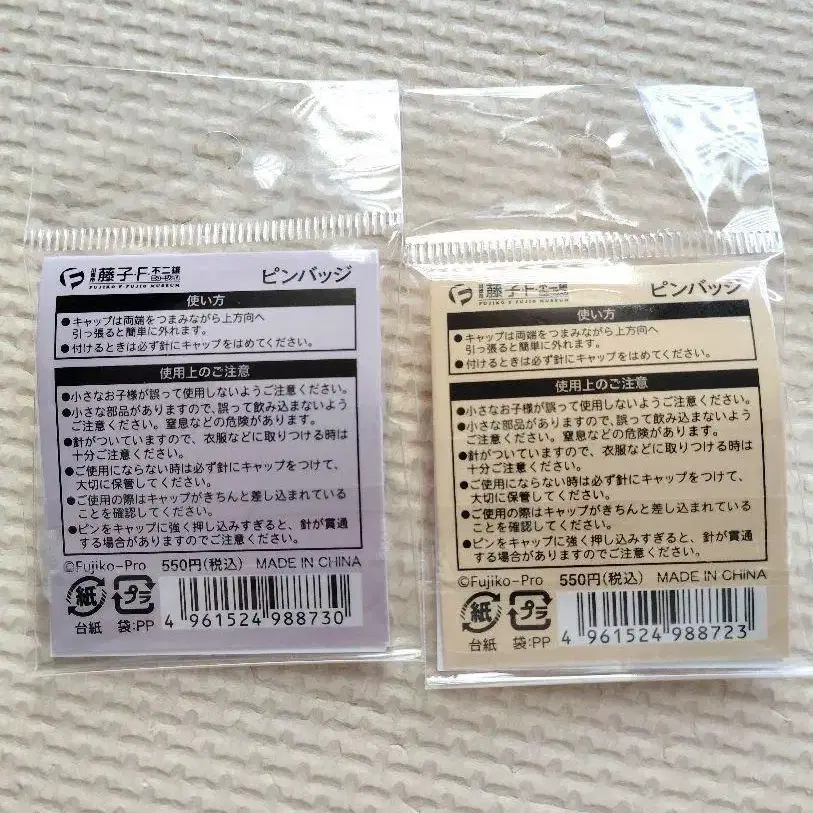 藤子・F・不二雄
FUJIKO・F・FUJIO MUSEUM
ピンバッジ
使い方
●キャップは両端をつまみながら上方向へ
引っ張ると簡単に外れます。
●付けるときは必ず針にキャップをはめてください。
使用上のご注意
●小さなお子様が誤って使用しないようご注意ください。
●小さな部品がありますので、誤って飲み込まないよう
ご注意ください。窒息などの危険があります。
●針がついていますので、衣服などに取りつける時は
十分ご注意ください。
●ご使用にならない時は必ず針にキャップをつけて、
大切に保管してください。
●ご使用の際はキャップがきちんと差し込まれている
ことを確認してください。
●ピンをキャップに強く押し込みすぎると、針が貫通
する場合がありますのでご注意ください。
©Fujiko-Pro 550円(税込) MADE IN CHINA
紙 プラ
台紙 袋:PP
4 961524 988730
藤子・F・不二雄
FUJIKO・F・FUJIO MUSEUM
ピンバッジ
使い方
●キャップは両端をつまみながら上方向へ
引っ張ると簡単に外れます。
●付けるときは必ず針にキャップをはめてください。
使用上のご注意
●小さなお子様が誤って使用しないようご注意ください。
●小さな部品がありますので、誤って飲み込まないよう
ご注意ください。窒息などの危険があります。
●針がついていますので、衣服などに取りつける時は
十分ご注意ください。
●ご使用にならない時は必ず針にキャップをつけて、
大切に保管してください。
●ご使用の際はキャップがきちんと差し込まれている
ことを確認してください。
●ピンをキャップに強く押し込みすぎると、針が貫通
する場合がありますのでご注意ください。
©Fujiko-Pro 550円(税込) MADE IN CHINA
紙 プラ
台紙 袋:PP
4 961524 988723